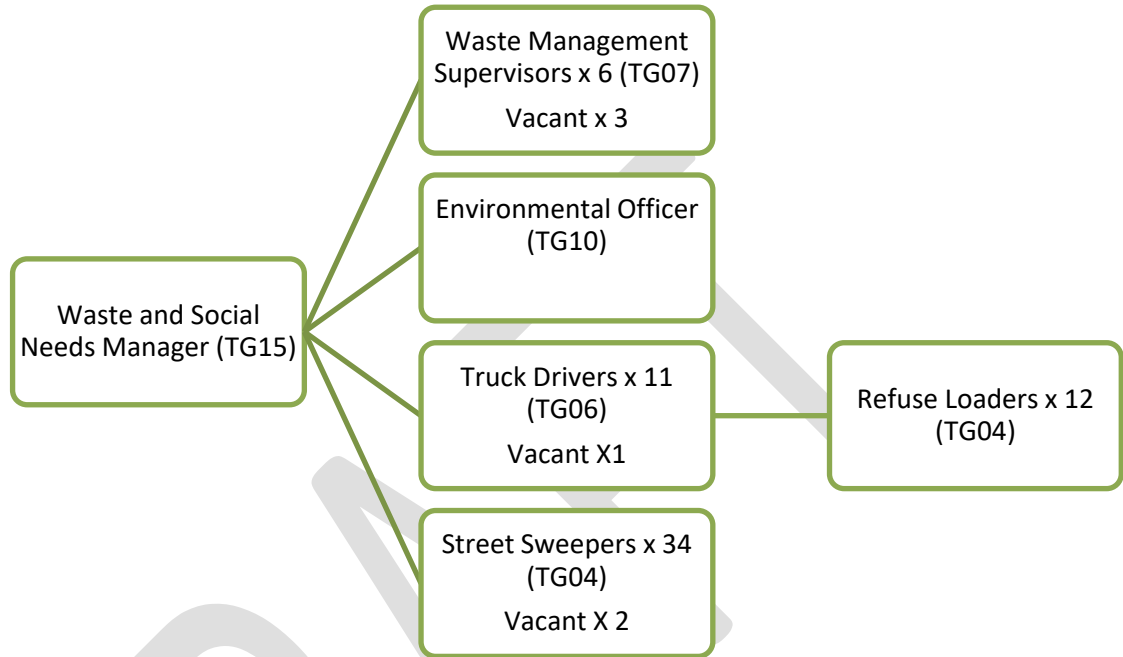 Waste Management
Supervisors x 6 (TG07)
Vacant x 3
Environmental Officer
(TG10)
Waste and Social
Needs Manager (TG15)
Truck Drivers x 11
(TG06)
Vacant X1
Refuse Loaders x 12
(TG04)
Street Sweepers x 34
(TG04)
Vacant X 2